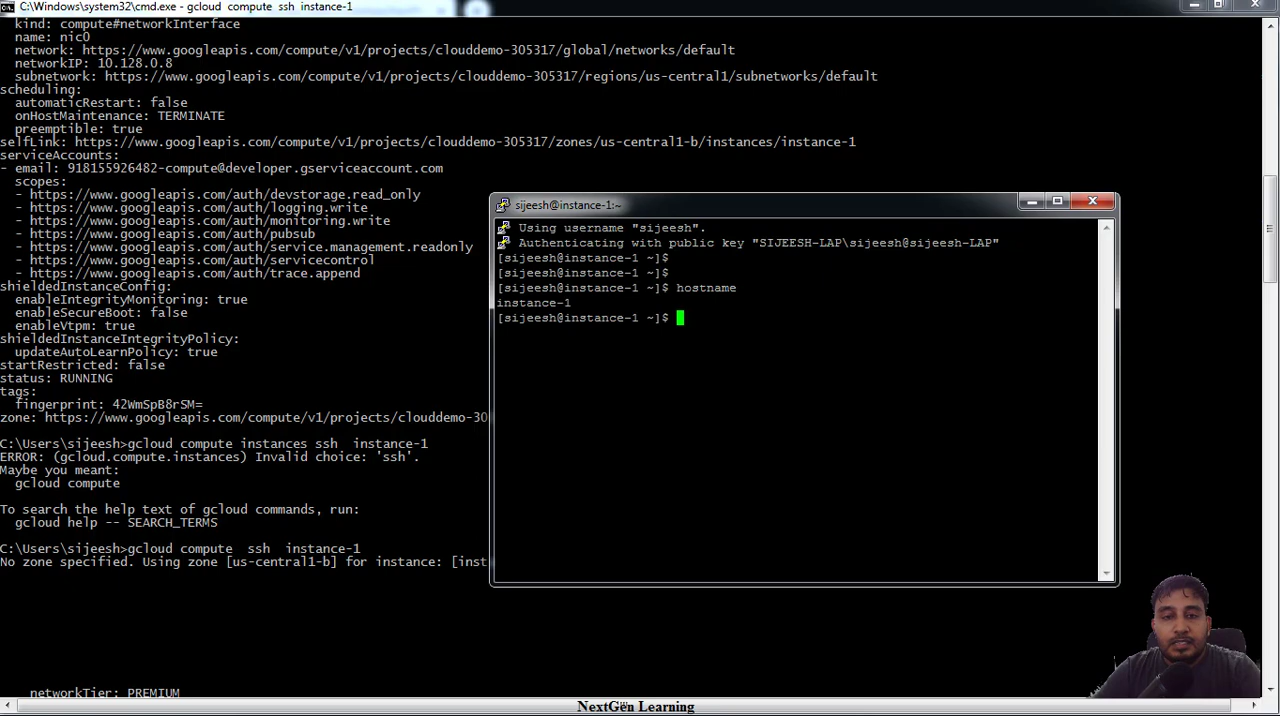 C:\Windows\system32\cmd.exe - gcloud compute ssh instance-1
kind: compute#networkInterface
name: nic0
network: https://www.googleapis.com/compute/v1/projects/clouddemo-305317/global/networks/default
networkIP: 10.128.0.8
subnetwork: https://www.googleapis.com/compute/v1/projects/clouddemo-305317/regions/us-central1/subnetworks/default
scheduling:
automaticRestart: false
onHostMaintenance: TERMINATE
preemptible: true
selfLink: https://www.googleapis.com/compute/v1/projects/clouddemo-305317/zones/us-central1-b/instances/instance-1
serviceAccounts:
- email: 918155926482-compute@developer.gserviceaccount.com
scopes:
- https://www.googleapis.com/auth/devstorage.read_only
- https://www.googleapis.com/auth/logging.write
- https://www.googleapis.com/auth/monitoring.write
- https://www.googleapis.com/auth/pubsub
- https://www.googleapis.com/auth/service.management.readonly
- https://www.googleapis.com/auth/servicecontrol
- https://www.googleapis.com/auth/trace.append
shieldedInstanceConfig:
enableIntegrityMonitoring: true
enableSecureBoot: false
enableVtpm: true
shieldedInstanceIntegrityPolicy:
updateAutoLearnPolicy: true
startRestricted: false
status: RUNNING
tags:
fingerprint: 42WmSpB8rSM=
zone: https://www.googleapis.com/compute/v1/projects/clouddemo-30
C:\Users\sijeesh>gcloud compute instances ssh  instance-1
ERROR: (gcloud.compute.instances) Invalid choice: 'ssh'.
Maybe you meant:
gcloud compute
To search the help text of gcloud commands, run:
gcloud help -- SEARCH_TERMS
C:\Users\sijeesh>gcloud compute  ssh  instance-1
No zone specified. Using zone [us-central1-b] for instance: [inst
networkTier: PREMIUM
sijeesh@instance-1:~
Using username "sijeesh".
Authenticating with public key "SIJEESH-LAP\sijeesh@sijeesh-LAP"
[sijeesh@instance-1 ~]$
[sijeesh@instance-1 ~]$
[sijeesh@instance-1 ~]$ hostname
instance-1
[sijeesh@instance-1 ~]$
NextGen Learning